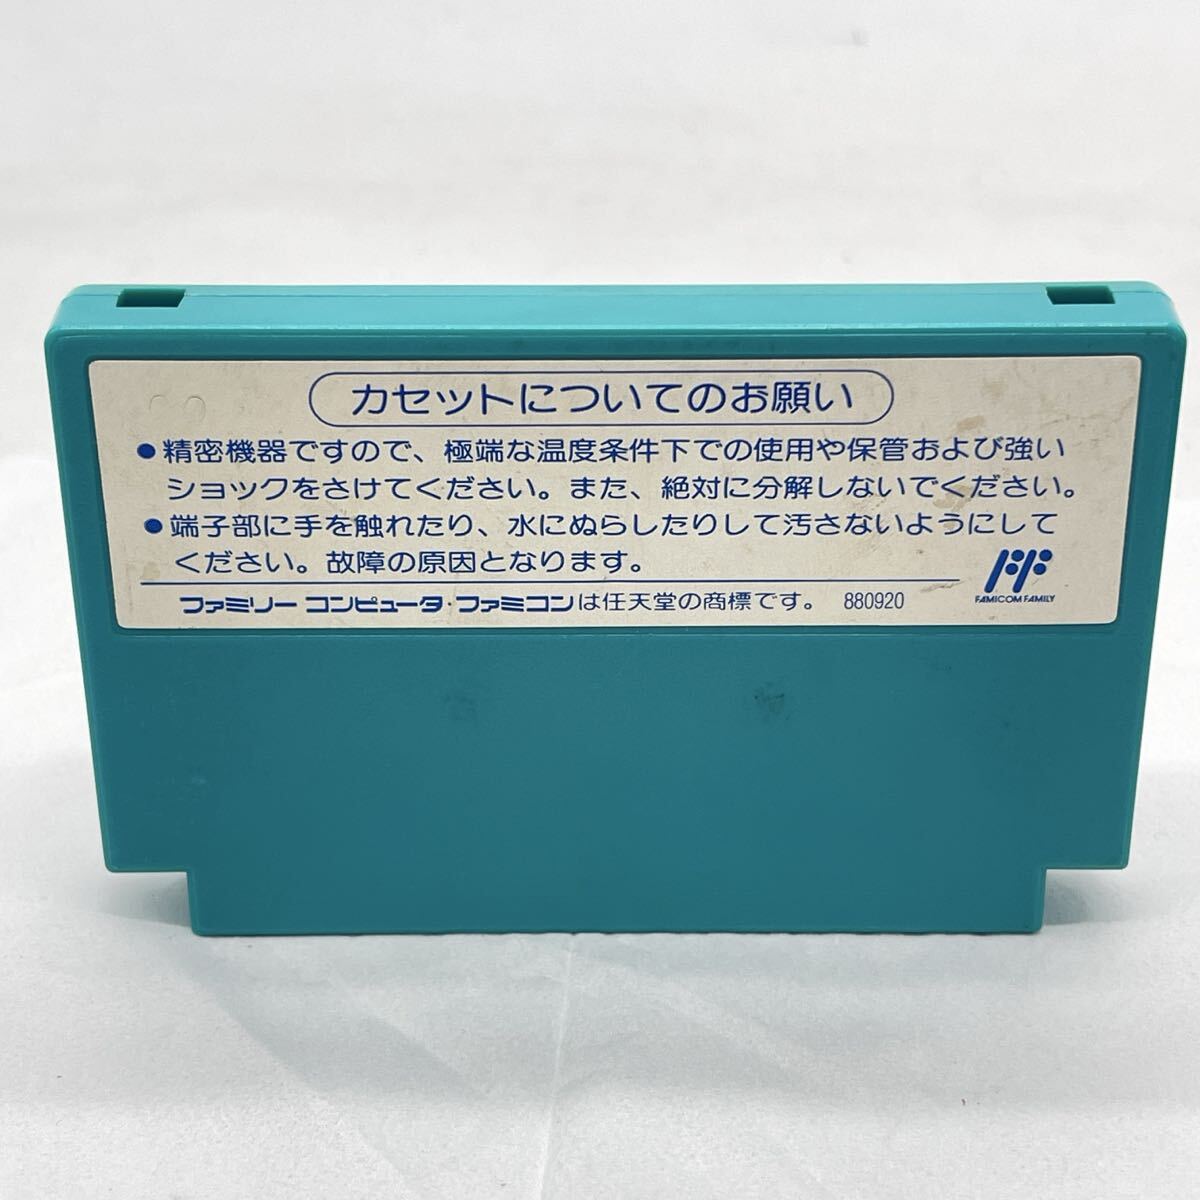 カセットについてのお願い
●精密機器ですので、極端な温度条件下での使用や保管および強い
ショックをさけてください。また、絶対に分解しないでください。
●端子部に手を触れたり、水にぬらしたりして汚さないようにして
ください。故障の原因となります。
ファミリー コンピュータ・ファミコンは任天堂の商標です。 880920
FAMICOM FAMILY